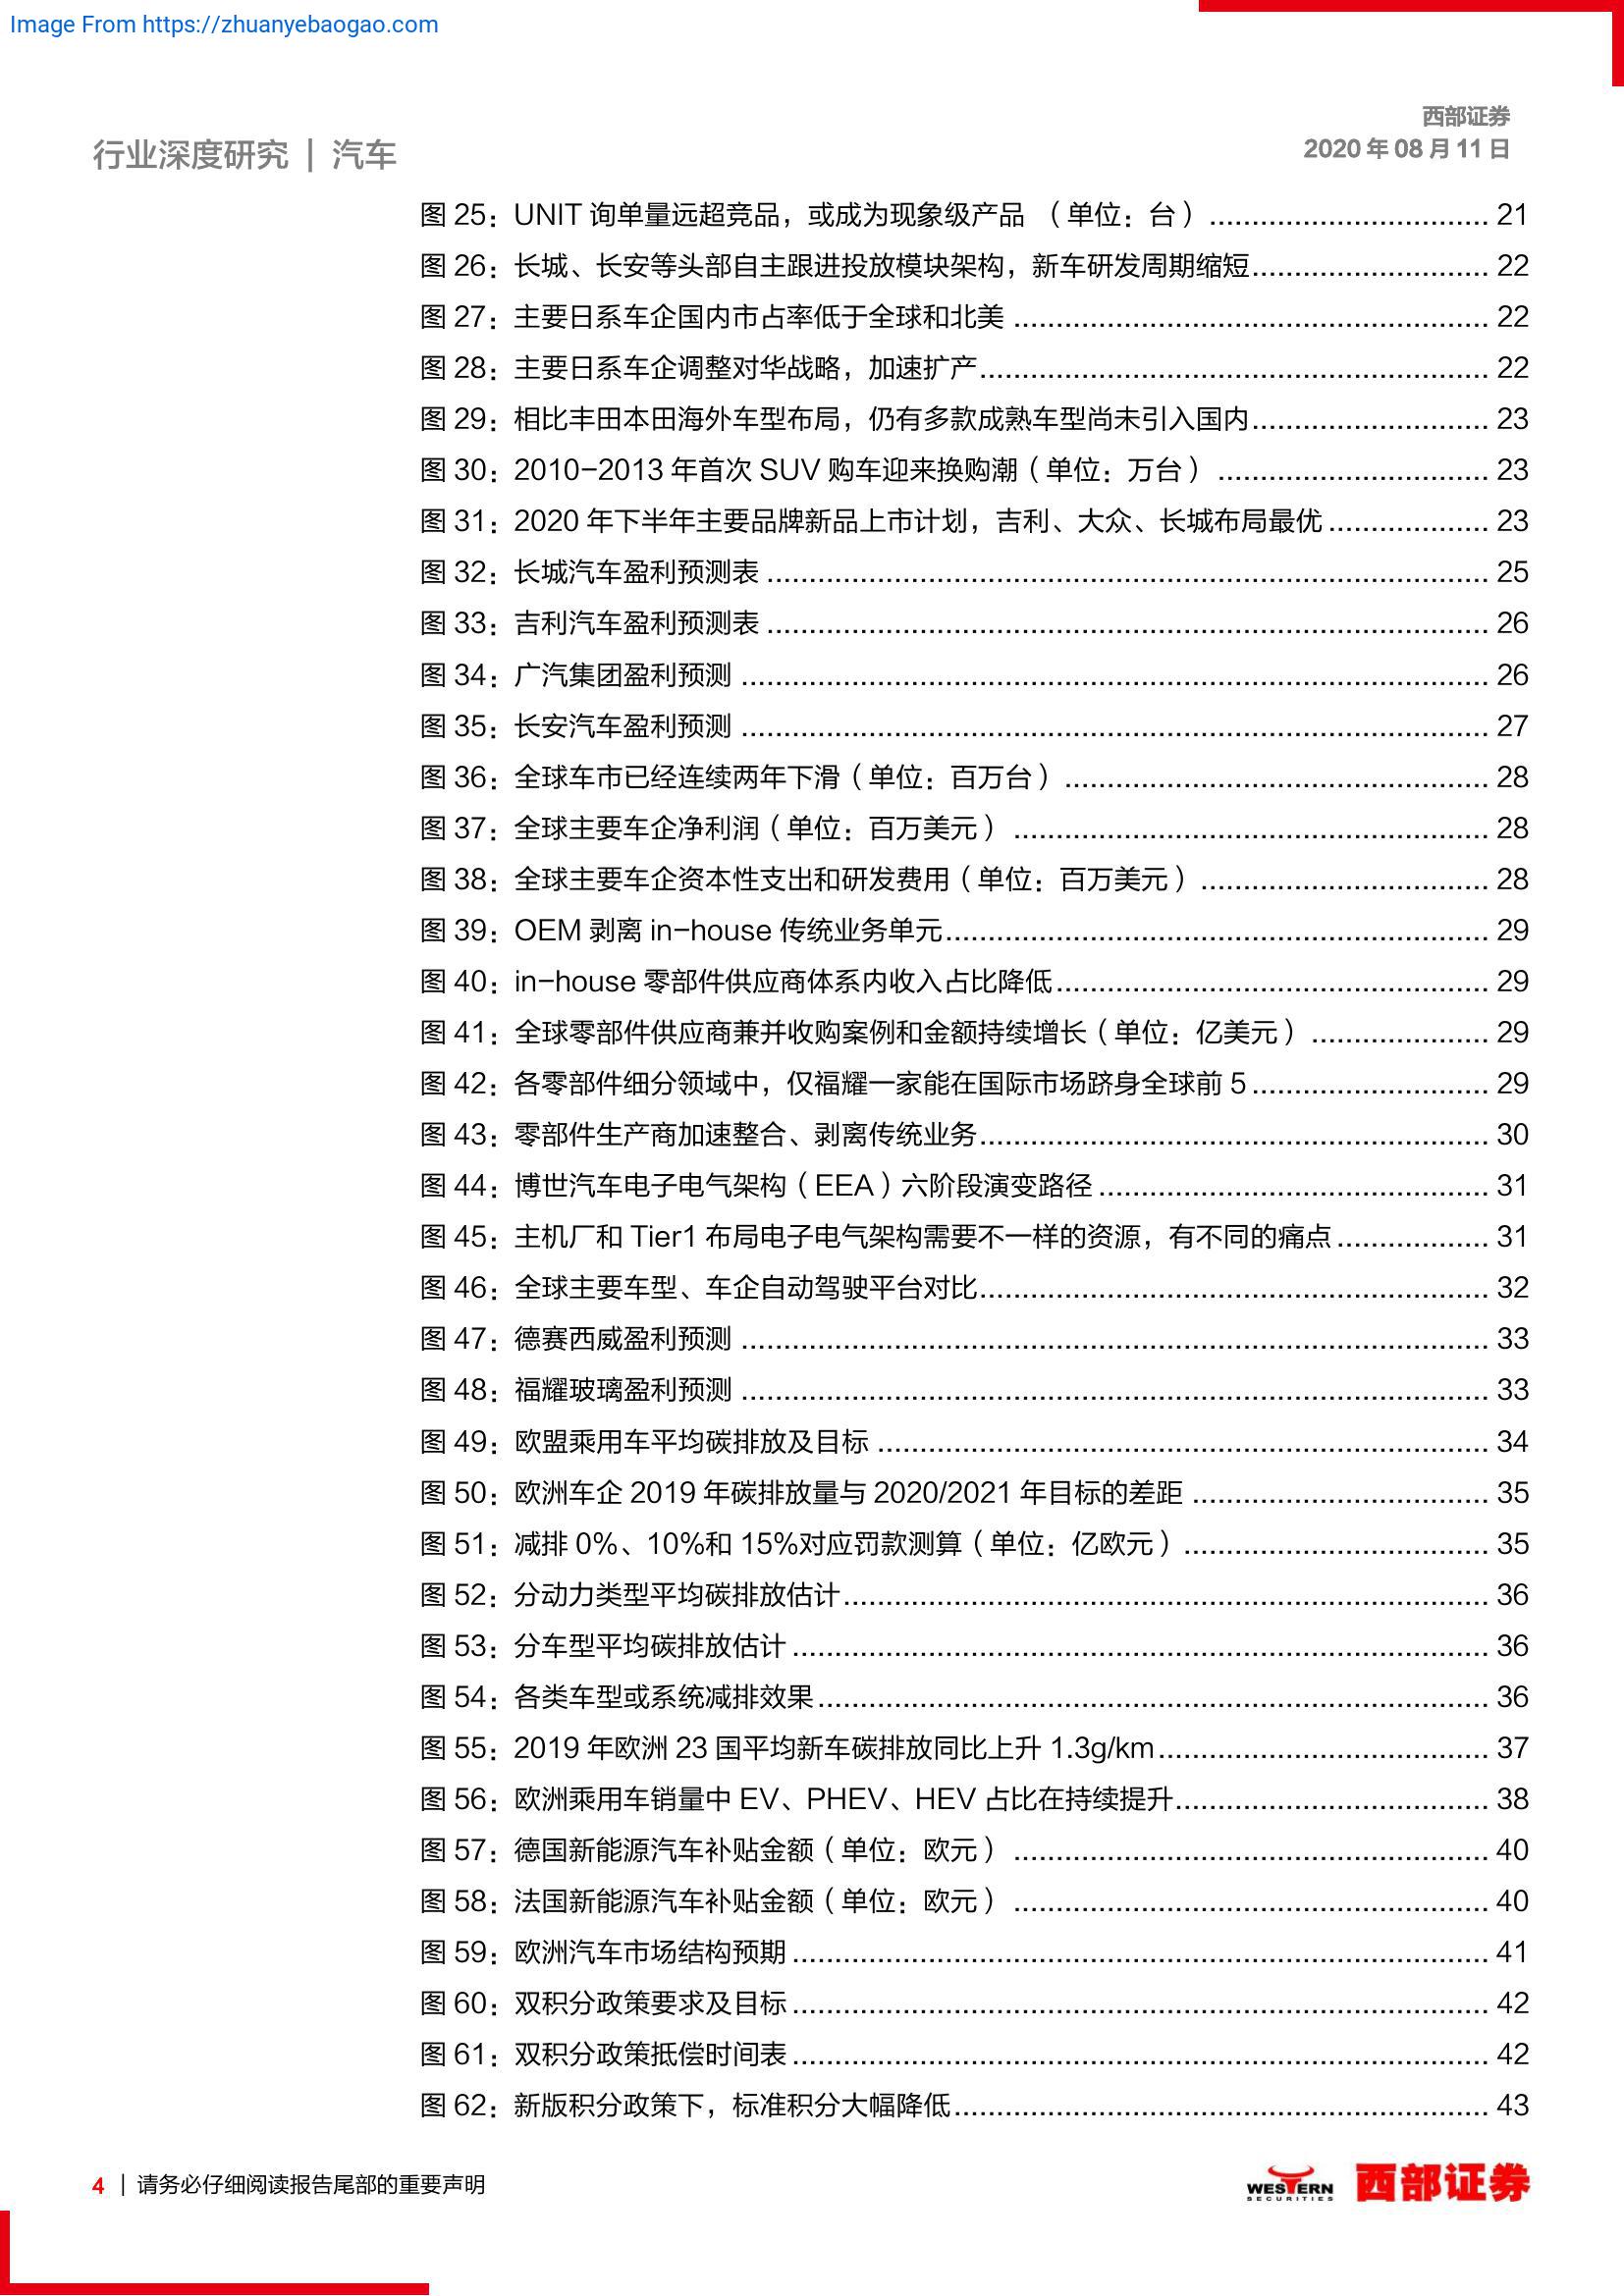 Image From https://zhuanyebaogao.com
西部证券
行业深度研究 | 汽车
2020 年 08 月 11 日
图 25：UNIT 询单量远超竞品，或成为现象级产品 （单位：台）................................. 21
图 26：长城、长安等头部自主跟进投放模块架构，新车研发周期缩短............................ 22
图 27：主要日系车企国内市占率低于全球和北美 ........................................................ 22
图 28：主要日系车企调整对华战略，加速扩产............................................................ 22
图 29：相比丰田本田海外车型布局，仍有多款成熟车型尚未引入国内............................ 23
图 30：2010-2013 年首次 SUV 购车迎来换购潮（单位：万台） ................................ 23
图 31：2020 年下半年主要品牌新品上市计划，吉利、大众、长城布局最优 ................... 23
图 32：长城汽车盈利预测表 ..................................................................................... 25
图 33：吉利汽车盈利预测表 ..................................................................................... 26
图 34：广汽集团盈利预测 ........................................................................................ 26
图 35：长安汽车盈利预测 ........................................................................................ 27
图 36：全球车市已经连续两年下滑（单位：百万台） .................................................. 28
图 37：全球主要车企净利润（单位：百万美元） ........................................................ 28
图 38：全球主要车企资本性支出和研发费用（单位：百万美元） .................................. 28
图 39：OEM 剥离 in-house 传统业务单元................................................................ 29
图 40：in-house 零部件供应商体系内收入占比降低................................................... 29
图 41：全球零部件供应商兼并收购案例和金额持续增长（单位：亿美元） ..................... 29
图 42：各零部件细分领域中，仅福耀一家能在国际市场跻身全球前 5............................ 29
图 43：零部件生产商加速整合、剥离传统业务............................................................ 30
图 44：博世汽车电子电气架构（EEA）六阶段演变路径 .............................................. 31
图 45：主机厂和 Tier1 布局电子电气架构需要不一样的资源，有不同的痛点.................. 31
图 46：全球主要车型、车企自动驾驶平台对比............................................................ 32
图 47：德赛西威盈利预测 ........................................................................................ 33
图 48：福耀玻璃盈利预测 ........................................................................................ 33
图 49：欧盟乘用车平均碳排放及目标 ........................................................................ 34
图 50：欧洲车企 2019 年碳排放量与 2020/2021 年目标的差距 ................................... 35
图 51：减排 0%、10%和 15%对应罚款测算（单位：亿欧元）.................................... 35
图 52：分动力类型平均碳排放估计............................................................................ 36
图 53：分车型平均碳排放估计 .................................................................................. 36
图 54：各类车型或系统减排效果............................................................................... 36
图 55：2019 年欧洲 23 国平均新车碳排放同比上升 1.3g/km....................................... 37
图 56：欧洲乘用车销量中 EV、PHEV、HEV 占比在持续提升..................................... 38
图 57：德国新能源汽车补贴金额（单位：欧元） ........................................................ 40
图 58：法国新能源汽车补贴金额（单位：欧元） ........................................................ 40
图 59：欧洲汽车市场结构预期 .................................................................................. 41
图 60：双积分政策要求及目标 .................................................................................. 42
图 61：双积分政策抵偿时间表 .................................................................................. 42
图 62：新版积分政策下，标准积分大幅降低............................................................... 43
4 | 请务必仔细阅读报告尾部的重要声明
WESTERN
SECURITIES
西部证券